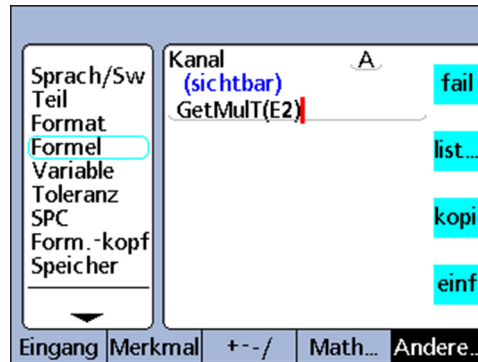 Sprach/Sw
Teil
Format
Formel
Variable
Toleranz
SPC
Form.-kopf
Speicher
Kanal A
(sichtbar)
GetMulT(E2)
fail
list...
kopi
einf
Eingang Merkmal +--/ Math... Andere..